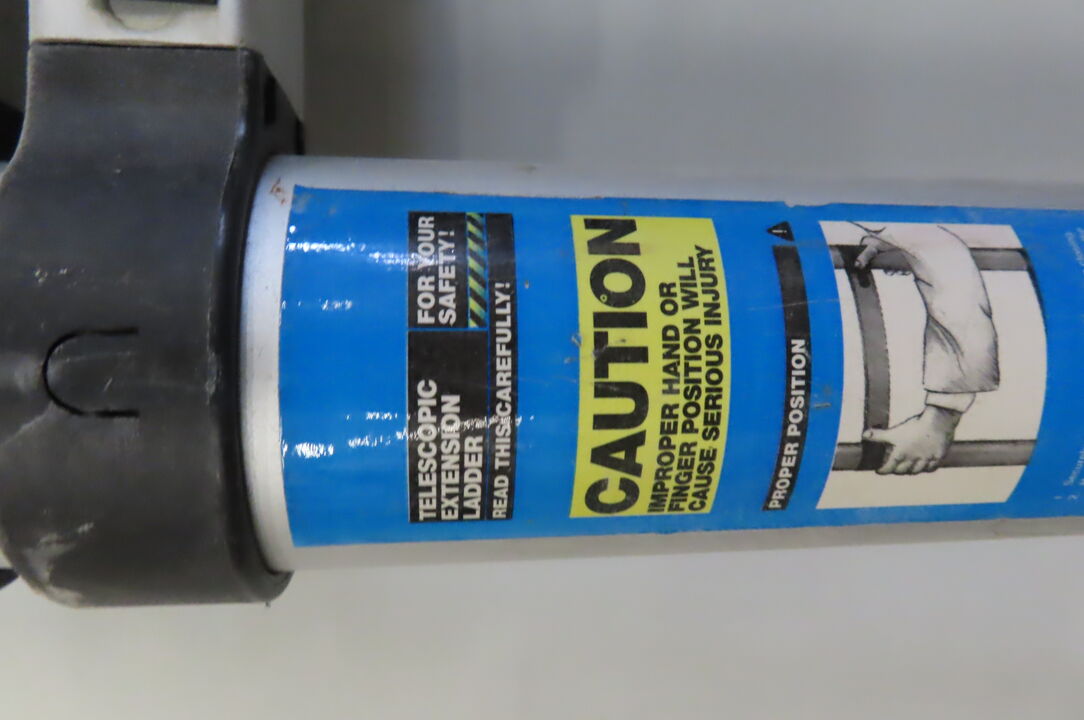 TELESCOPIC
EXTENSION
LADDER
FOR YOUR
SAFETY!
READ THIS CAREFULLY!
CAUTION
IMPROPER HAND OR
FINGER POSITION WILL
CAUSE SERIOUS INJURY
PROPER POSITION